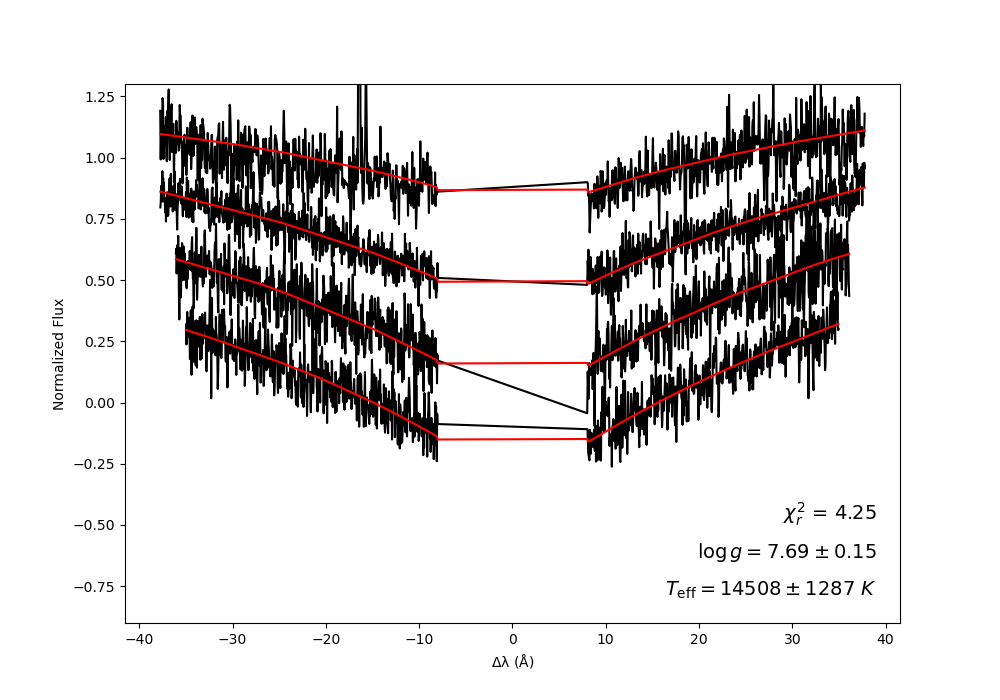 1.25
1.00
0.75
0.50
0.25
0.00
−0.25
−0.50
−0.75
Normalized Flux
χ²ᵣ = 4.25
log g = 7.69 ± 0.15
T_eff = 14508 ± 1287 K
−40 −30 −20 −10 0 10 20 30 40
Δλ (Å)